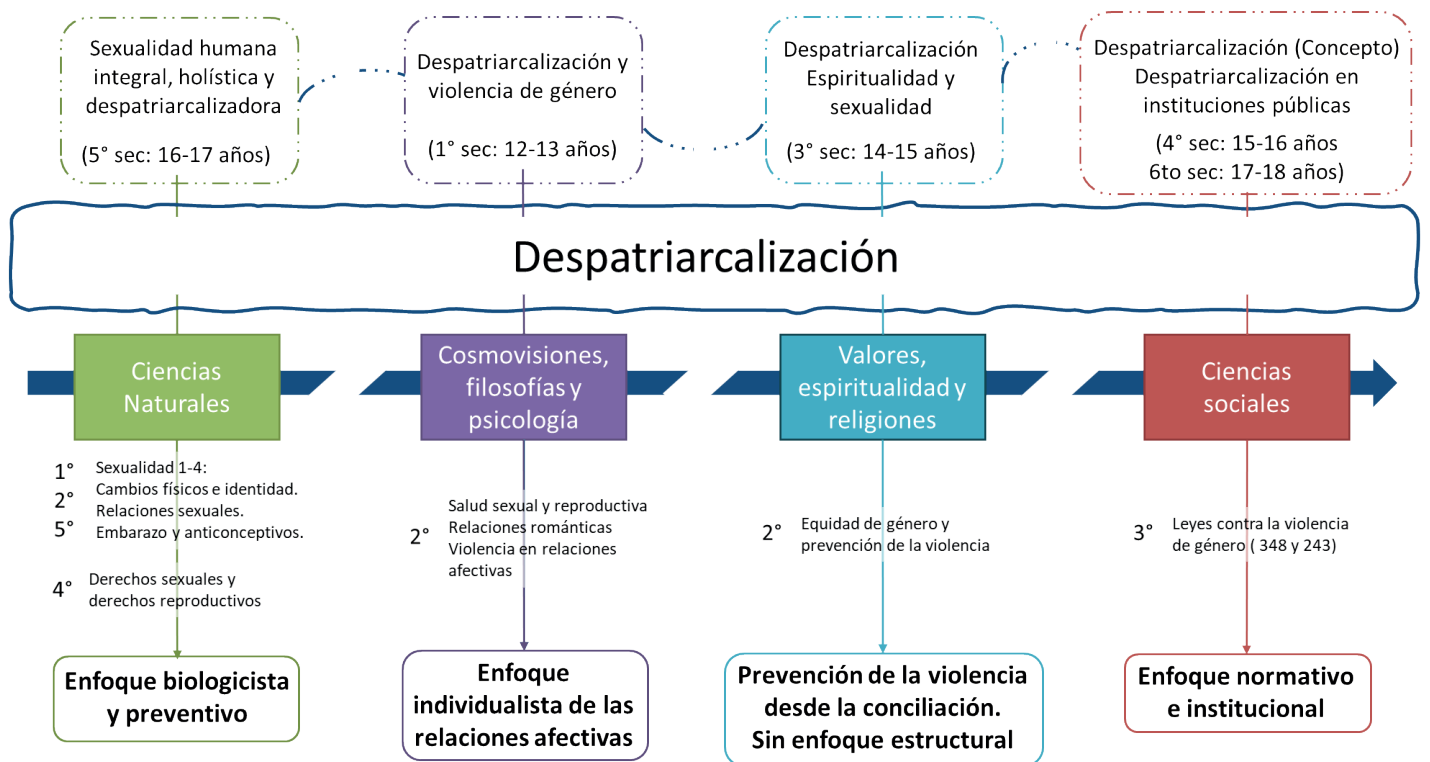 Sexualidad humana
integral, holística y
despatriarcalizadora
(5° sec: 16-17 años)
Despatriarcalización y
violencia de género
(1° sec: 12-13 años)
Despatriarcalización
Espiritualidad y
sexualidad
(3° sec: 14-15 años)
Despatriarcalización (Concepto)
Despatriarcalización en
instituciones públicas
(4° sec: 15-16 años
6to sec: 17-18 años)
Despatriarcalización
Ciencias
Naturales
Cosmovisiones,
filosofías y
psicología
Valores,
espiritualidad y
religiones
Ciencias
sociales
1° Sexualidad 1-4:
Cambios físicos e identidad.
2° Relaciones sexuales.
5° Embarazo y anticonceptivos.
4° Derechos sexuales y
derechos reproductivos
Salud sexual y reproductiva
2° Relaciones románticas
Violencia en relaciones
afectivas
2° Equidad de género y
prevención de la violencia
3° Leyes contra la violencia
de género ( 348 y 243)
Enfoque biologicista
y preventivo
Enfoque
individualista de las
relaciones afectivas
Prevención de la violencia
desde la conciliación.
Sin enfoque estructural
Enfoque normativo
e institucional